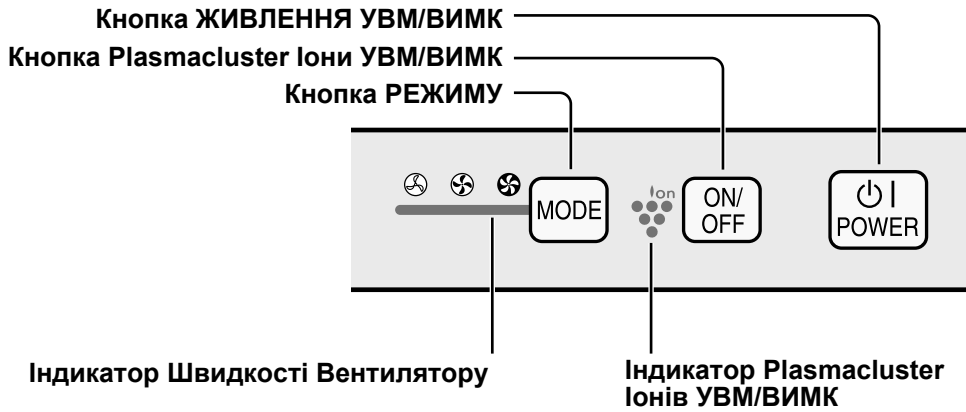 Кнопка ЖИВЛЕННЯ УВМ/ВИМК
Кнопка Plasmacluster Іони УВМ/ВИМК
Кнопка РЕЖИМУ
MODE
ion
ON/
OFF
POWER
Індикатор Швидкості Вентилятору
Індикатор Plasmacluster
Іонів УВМ/ВИМК